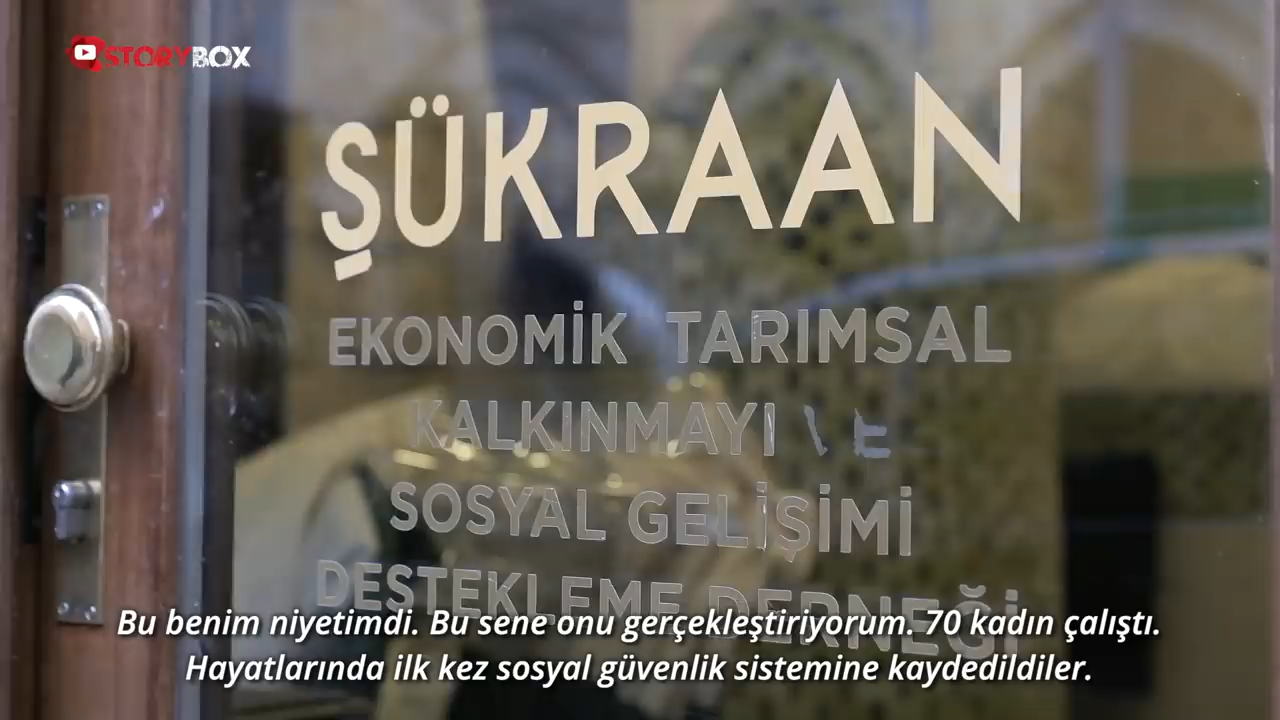 STORYBOX
ŞÜKRAAN
EKONOMİK TARIMSAL
KALKINMAYI VE
SOSYAL GELİŞİMİ
DESTEKLEME DERNEĞİ
Bu benim niyetimdi. Bu sene onu gerçekleştiriyorum. 70 kadın çalıştı.
Hayatlarında ilk kez sosyal güvenlik sistemine kaydedildiler.